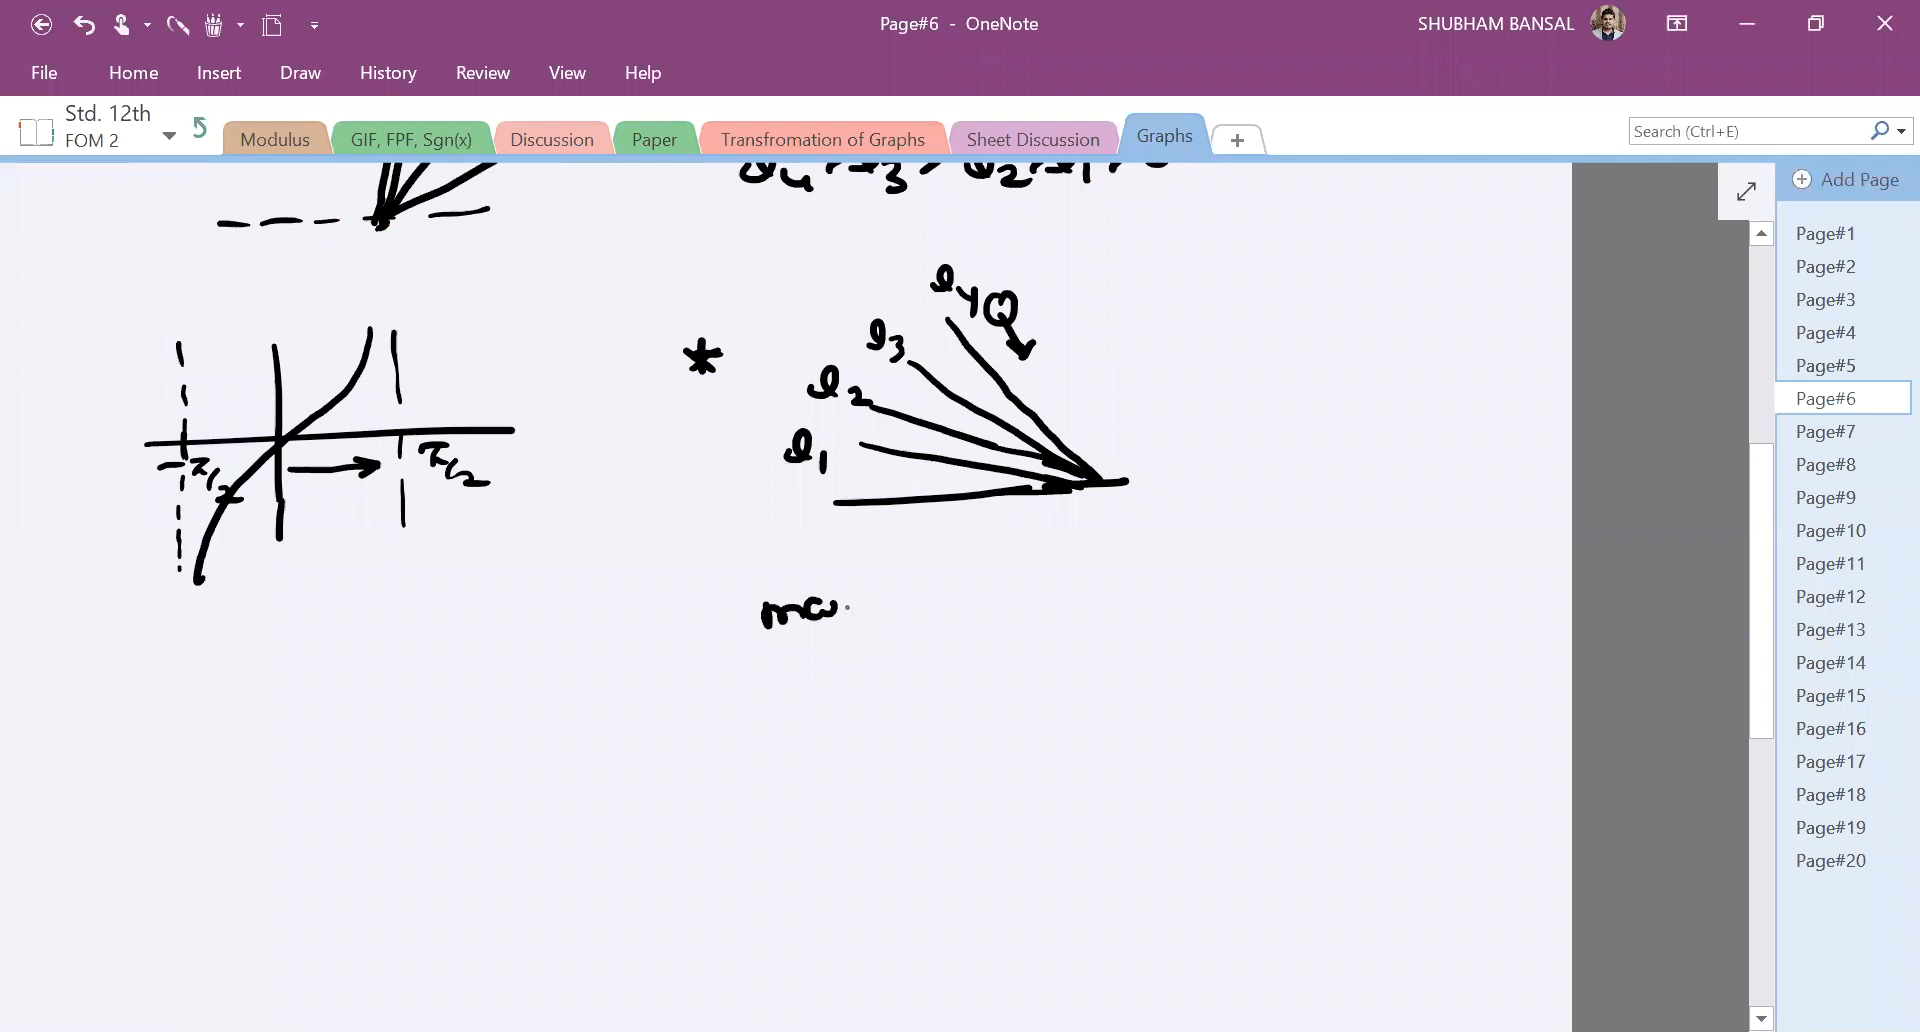 Page#6 - OneNote
SHUBHAM BANSAL
File Home Insert Draw History Review View Help
Std. 12th
FOM 2
Modulus GIF, FPF, Sgn(x) Discussion Paper Transfromation of Graphs Sheet Discussion Graphs +
Search (Ctrl+E)
Add Page
Page#1
Page#2
Page#3
Page#4
Page#5
Page#6
Page#7
Page#8
Page#9
Page#10
Page#11
Page#12
Page#13
Page#14
Page#15
Page#16
Page#17
Page#18
Page#19
Page#20
-π/2
π/2
*
l4
l3
l2
l1